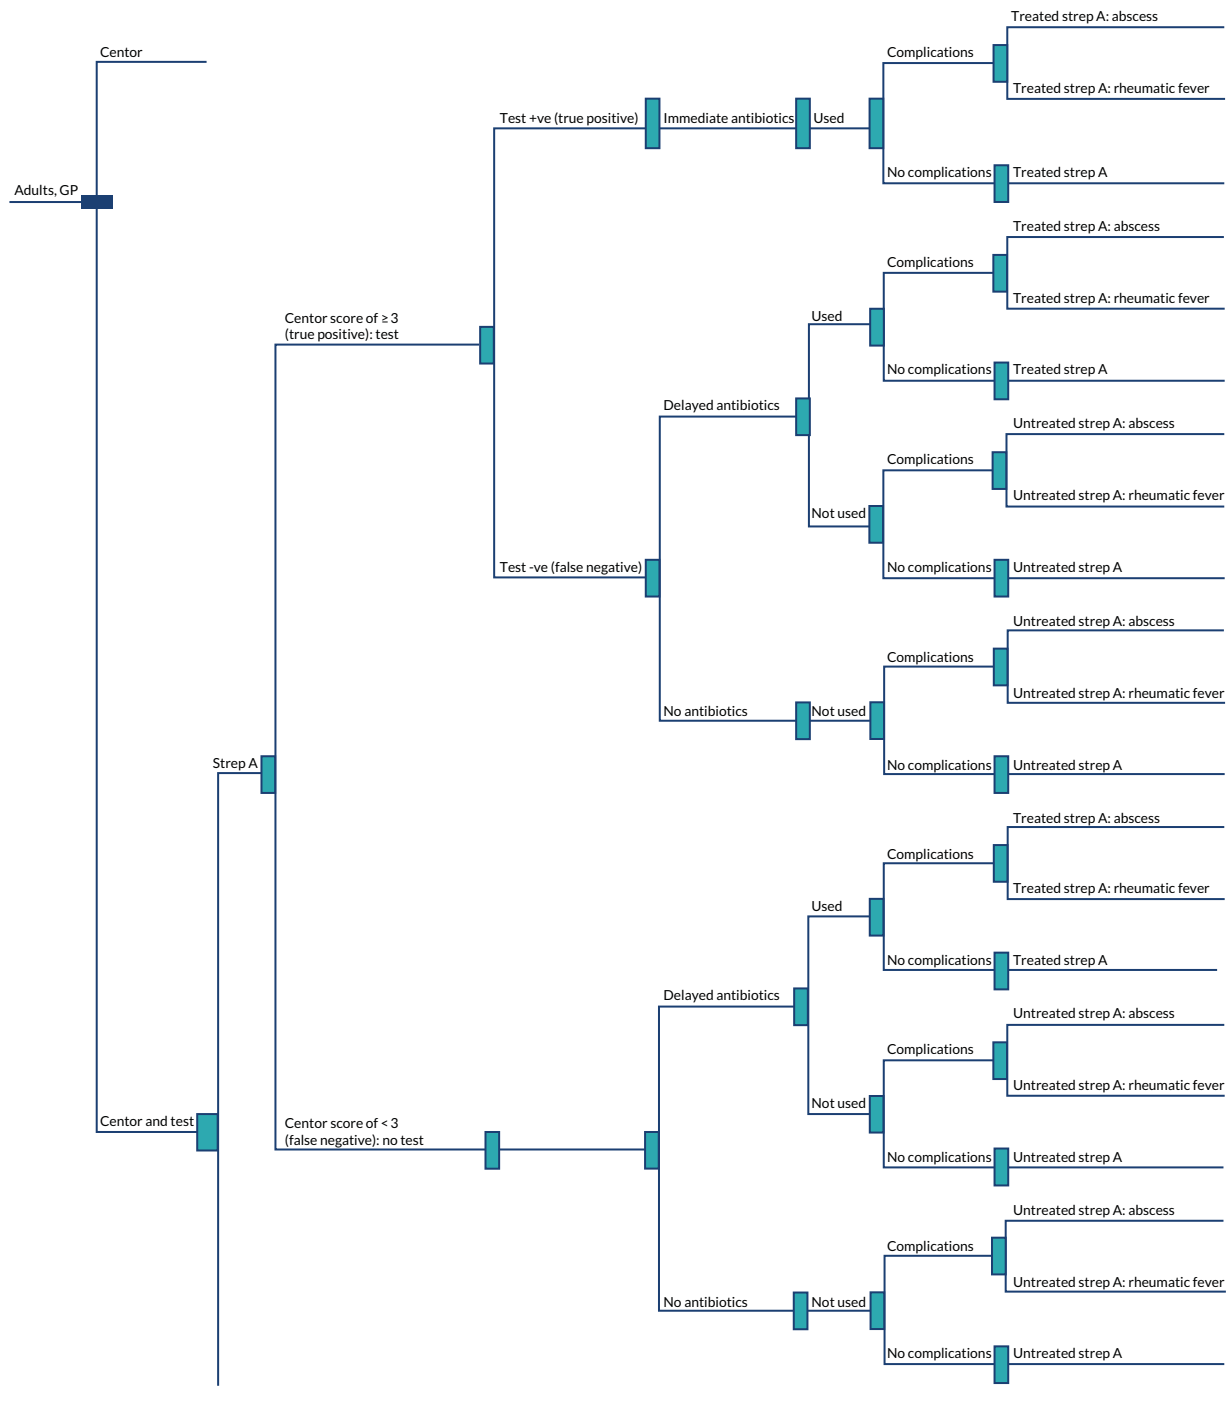 Treated strep A: abscess
Centor
Complications
Treated strep A: rheumatic fever
Test +ve (true positive)
Immediate antibiotics
Used
No complications
Treated strep A
Adults, GP
Treated strep A: abscess
Complications
Treated strep A: rheumatic fever
Centor score of ≥ 3
(true positive): test
Used
No complications
Treated strep A
Delayed antibiotics
Untreated strep A: abscess
Complications
Untreated strep A: rheumatic fever
Not used
No complications
Untreated strep A
Test -ve (false negative)
Untreated strep A: abscess
Complications
Untreated strep A: rheumatic fever
No antibiotics
Not used
No complications
Untreated strep A
Strep A
Treated strep A: abscess
Complications
Treated strep A: rheumatic fever
Used
No complications
Treated strep A
Delayed antibiotics
Untreated strep A: abscess
Complications
Untreated strep A: rheumatic fever
Not used
No complications
Untreated strep A
Centor and test
Centor score of < 3
(false negative): no test
Untreated strep A: abscess
Complications
Untreated strep A: rheumatic fever
No antibiotics
Not used
No complications
Untreated strep A